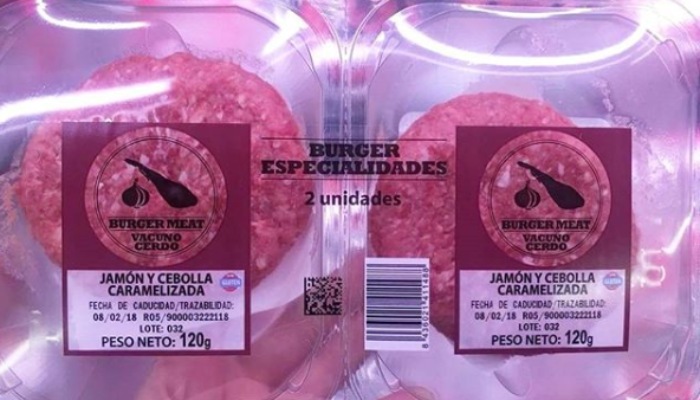 BURGER
ESPECIALIDADES
2 unidades
BURGER MEAT
VACUNO
CERDO
JAMÓN Y CEBOLLA
CARAMELIZADA
GLUTEN
FECHA DE CADUCIDAD/TRAZABILIDAD:
08/02/18 R05/900003222118
LOTE: 032
PESO NETO: 120g
BURGER MEAT
VACUNO
CERDO
JAMÓN Y CEBOLLA
CARAMELIZADA
GLUTEN
FECHA DE CADUCIDAD/TRAZABILIDAD:
08/02/18 R05/900003222118
LOTE: 032
PESO NETO: 120g